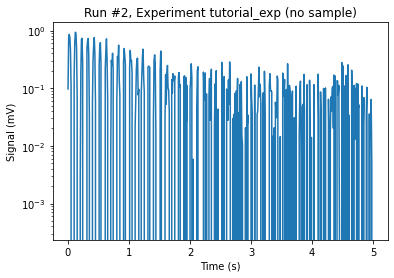 Run #2, Experiment tutorial_exp (no sample)
Signal (mV)
10⁰
10⁻¹
10⁻²
10⁻³
0 1 2 3 4 5
Time (s)